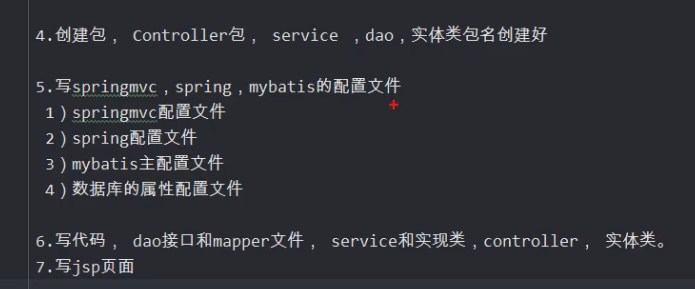 4.创建包， Controller包， service ，dao，实体类包名创建好
5.写springmvc，spring，mybatis的配置文件
1）springmvc配置文件
2）spring配置文件
3）mybatis主配置文件
4）数据库的属性配置文件
6.写代码， dao接口和mapper文件， service和实现类，controller， 实体类。
7.写jsp页面